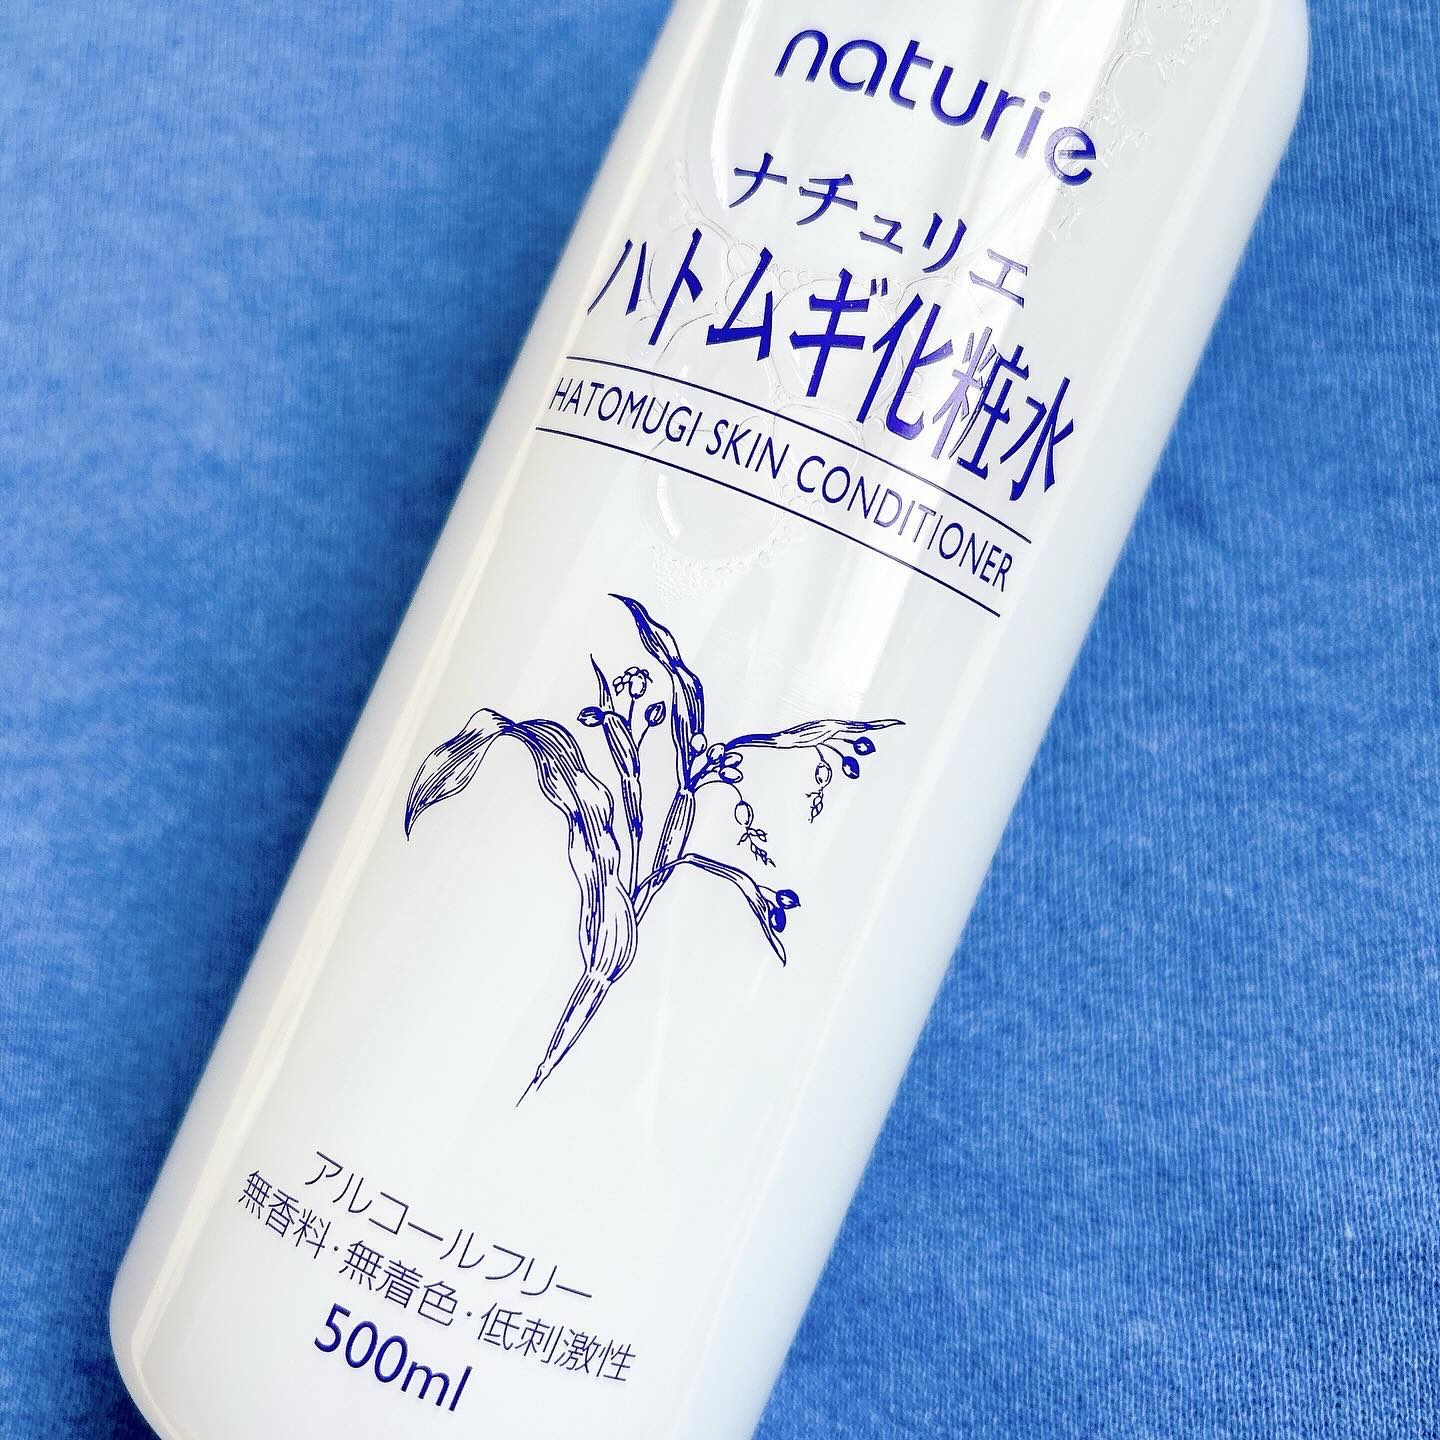 naturie
ナチュリエ
ハトムギ化粧水
HATOMUGI SKIN CONDITIONER
アルコールフリー
無香料・無着色・低刺激性
500ml